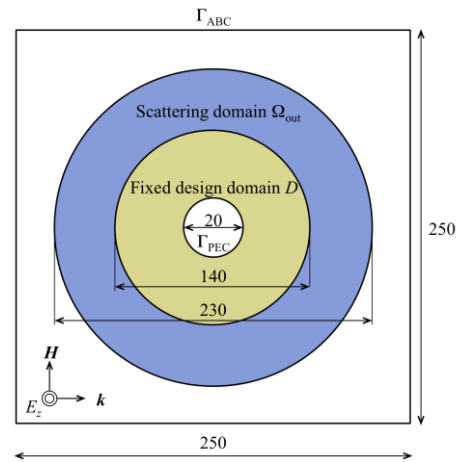 Γ_ABC
Scattering domain Ω_out
Fixed design domain D
20
Γ_PEC
250
140
230
H
E_z
k
250